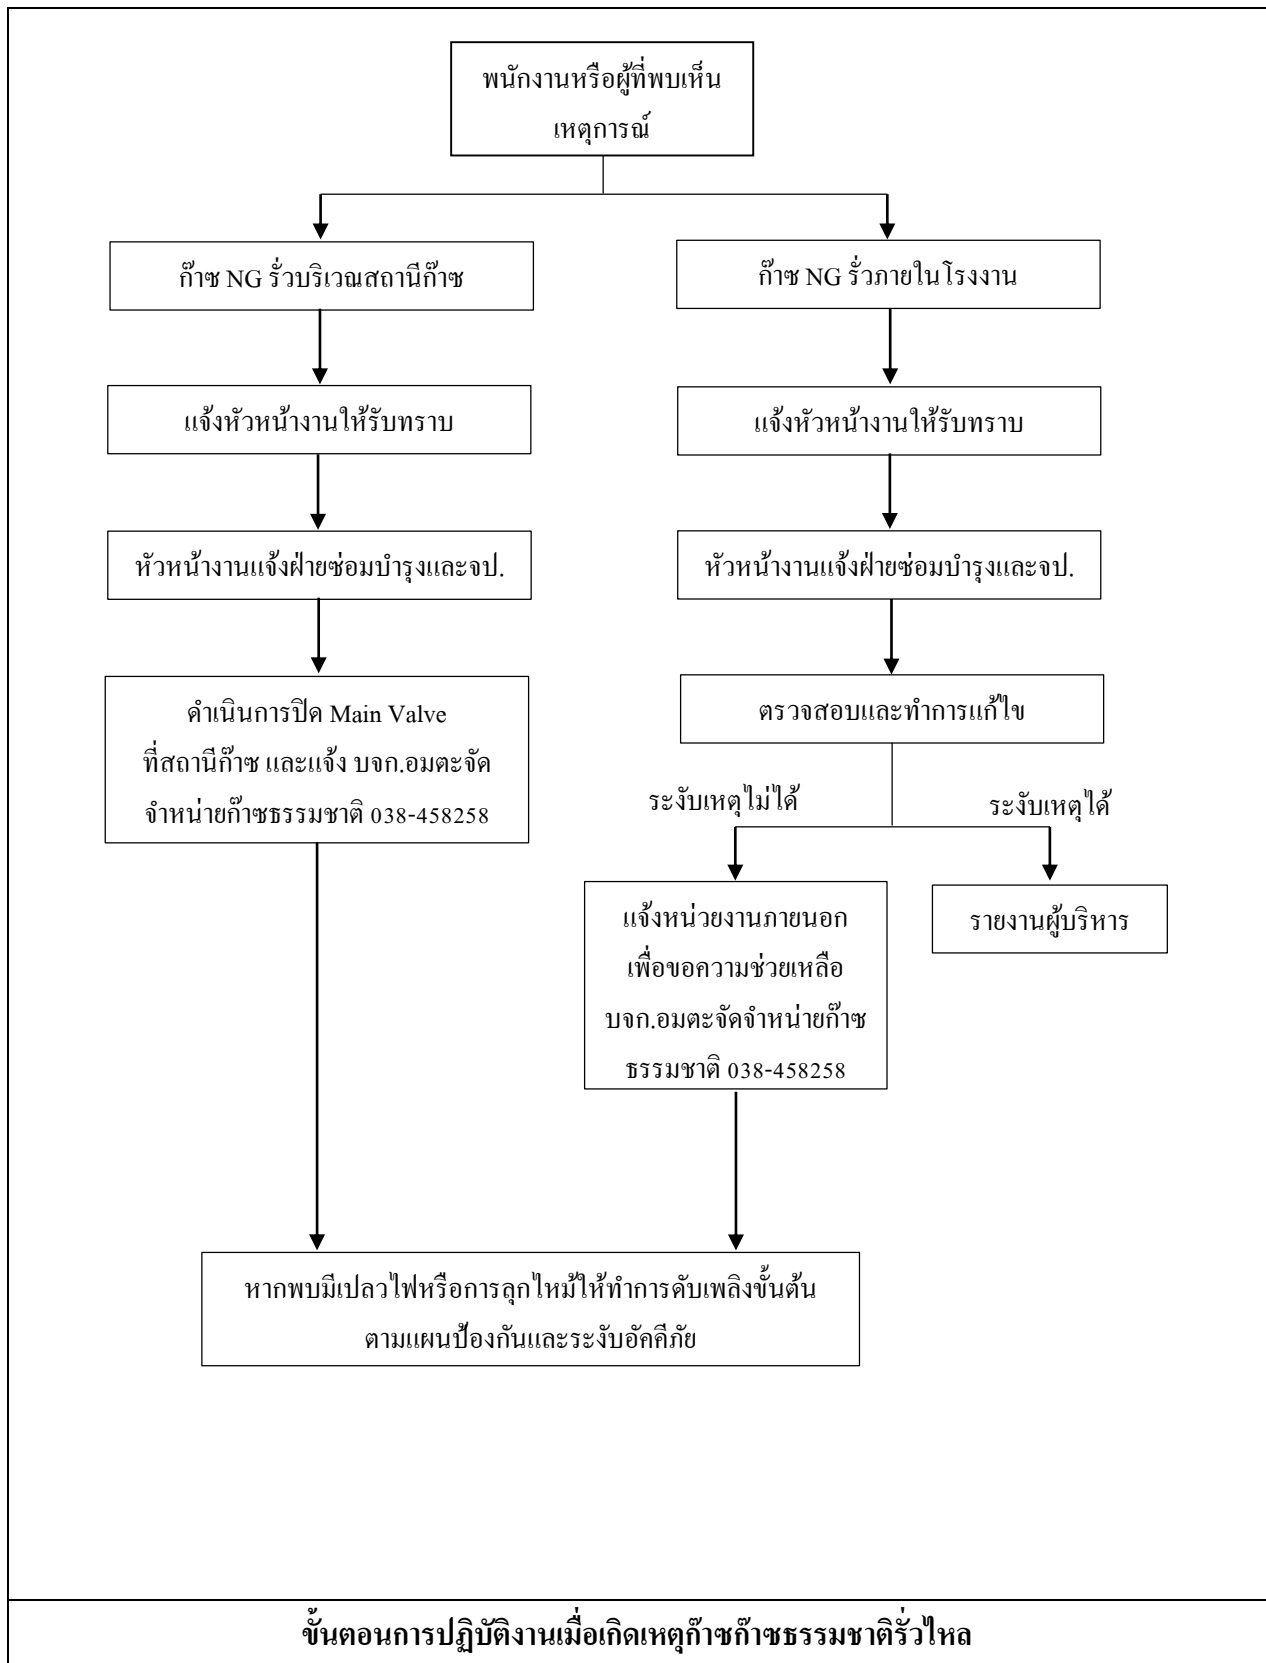 พนักงานหรือผู้ที่พบเห็น
เหตุการณ์
ก๊าซ NG รั่วบริเวณสถานีก๊าซ
ก๊าซ NG รั่วภายในโรงงาน
แจ้งหัวหน้างานให้รับทราบ
แจ้งหัวหน้างานให้รับทราบ
หัวหน้างานแจ้งฝ่ายซ่อมบำรุงและจป.
หัวหน้างานแจ้งฝ่ายซ่อมบำรุงและจป.
ดำเนินการปิด Main Valve
ที่สถานีก๊าซ และแจ้ง บจก.อมตะจัด
จำหน่ายก๊าซธรรมชาติ 038-458258
ตรวจสอบและทำการแก้ไข
ระงับเหตุไม่ได้
ระงับเหตุได้
แจ้งหน่วยงานภายนอก
เพื่อขอความช่วยเหลือ
บจก.อมตะจัดจำหน่ายก๊าซ
ธรรมชาติ 038-458258
รายงานผู้บริหาร
หากพบมีเปลวไฟหรือการลุกไหม้ให้ทำการดับเพลิงขั้นต้น
ตามแผนป้องกันและระงับอัคคีภัย
ขั้นตอนการปฏิบัติงานเมื่อเกิดเหตุก๊าซก๊าซธรรมชาติรั่วไหล